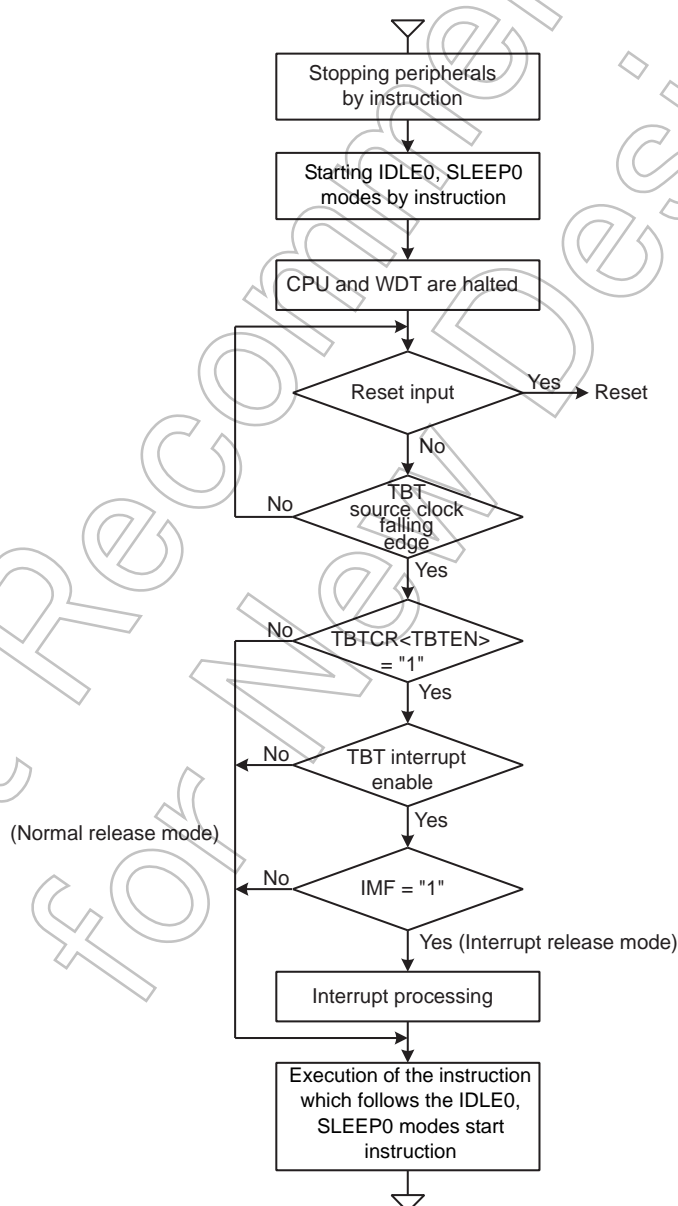 Stopping peripherals
by instruction
Starting IDLE0, SLEEP0
modes by instruction
CPU and WDT are halted
Reset input
Yes
Reset
No
No
TBT
source clock
falling
edge
Yes
No
TBTCR<TBTEN>
= "1"
Yes
No
TBT interrupt
enable
Yes
(Normal release mode)
No
IMF = "1"
Yes (Interrupt release mode)
Interrupt processing
Execution of the instruction
which follows the IDLE0,
SLEEP0 modes start
instruction